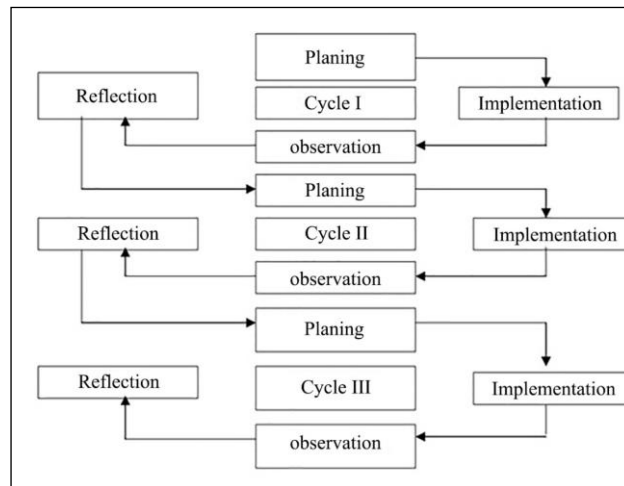 Planing
Reflection
Cycle I
Implementation
observation
Planing
Reflection
Cycle II
Implementation
observation
Planing
Reflection
Cycle III
Implementation
observation